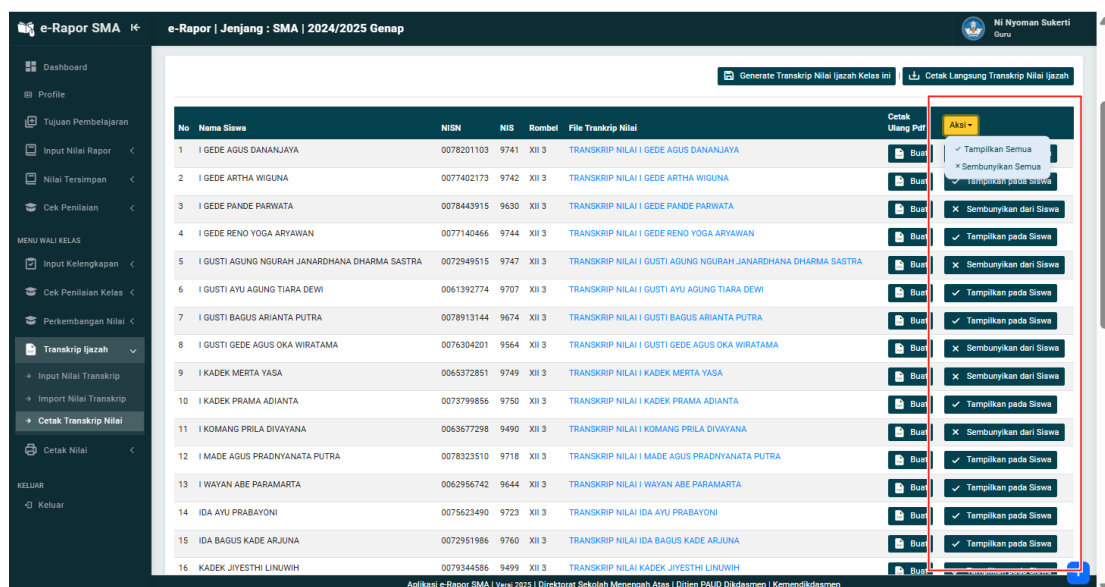 e-Rapor SMA
e-Rapor | Jenjang : SMA | 2024/2025 Genap
Ni Nyoman Sukerti
Guru
Dashboard
Profile
Tujuan Pembelajaran
Input Nilai Rapor
Nilai Tersimpan
Cek Penilaian
MENU WALI KELAS
Input Kelengkapan
Cek Penilaian Kelas
Perkembangan Nilai
Transkrip Ijazah
Input Nilai Transkrip
Import Nilai Transkrip
Cetak Transkrip Nilai
Cetak Nilai
KELUAR
Keluar
Generate Transkrip Nilai Ijazah Kelas ini | Cetak Langsung Transkrip Nilai Ijazah
No Nama Siswa NISN NIS Rombel File Trankrip Nilai Cetak Ulang Pdf Aksi
Tampilkan Semua
Sembunyikan Semua
1 I GEDE AGUS DANANJAYA 0078201103 9741 XII 3 TRANSKRIP NILAI I GEDE AGUS DANANJAYA Buat
2 I GEDE ARTHA WIGUNA 0077402173 9742 XII 3 TRANSKRIP NILAI I GEDE ARTHA WIGUNA Buat Tampilkan pada Siswa
3 I GEDE PANDE PARWATA 0078443915 9630 XII 3 TRANSKRIP NILAI I GEDE PANDE PARWATA Buat Sembunyikan dari Siswa
4 I GEDE RENO YOGA ARYAWAN 0077140466 9744 XII 3 TRANSKRIP NILAI I GEDE RENO YOGA ARYAWAN Buat Tampilkan pada Siswa
5 I GUSTI AGUNG NGURAH JANARDHANA DHARMA SASTRA 0072949515 9747 XII 3 TRANSKRIP NILAI I GUSTI AGUNG NGURAH JANARDHANA DHARMA SASTRA Buat Sembunyikan dari Siswa
6 I GUSTI AYU AGUNG TIARA DEWI 0061392774 9707 XII 3 TRANSKRIP NILAI I GUSTI AYU AGUNG TIARA DEWI Buat Tampilkan pada Siswa
7 I GUSTI BAGUS ARIANTA PUTRA 0078913144 9674 XII 3 TRANSKRIP NILAI I GUSTI BAGUS ARIANTA PUTRA Buat Tampilkan pada Siswa
8 I GUSTI GEDE AGUS OKA WIRATAMA 0076304201 9564 XII 3 TRANSKRIP NILAI I GUSTI GEDE AGUS OKA WIRATAMA Buat Sembunyikan dari Siswa
9 I KADEK MERTA YASA 0065372851 9749 XII 3 TRANSKRIP NILAI I KADEK MERTA YASA Buat Sembunyikan dari Siswa
10 I KADEK PRAMA ADIANTA 0073799856 9750 XII 3 TRANSKRIP NILAI I KADEK PRAMA ADIANTA Buat Tampilkan pada Siswa
11 I KOMANG PRILA DIVAYANA 0063677298 9490 XII 3 TRANSKRIP NILAI I KOMANG PRILA DIVAYANA Buat Sembunyikan dari Siswa
12 I MADE AGUS PRADNYANATA PUTRA 0078323510 9718 XII 3 TRANSKRIP NILAI I MADE AGUS PRADNYANATA PUTRA Buat Tampilkan pada Siswa
13 I WAYAN ABE PARAMARTA 0062956742 9644 XII 3 TRANSKRIP NILAI I WAYAN ABE PARAMARTA Buat Tampilkan pada Siswa
14 IDA AYU PRABAYONI 0075623490 9723 XII 3 TRANSKRIP NILAI IDA AYU PRABAYONI Buat Tampilkan pada Siswa
15 IDA BAGUS KADE ARJUNA 0072951986 9760 XII 3 TRANSKRIP NILAI IDA BAGUS KADE ARJUNA Buat Tampilkan pada Siswa
16 KADEK JIYESTHI LINUWIH 0079344586 9499 XII 3 TRANSKRIP NILAI KADEK JIYESTHI LINUWIH Buat
Aplikasi e-Rapor SMA | Versi 2025 | Direktorat Sekolah Menengah Atas | Ditjen PAUD Dikdasmen | Kemendikdasmen